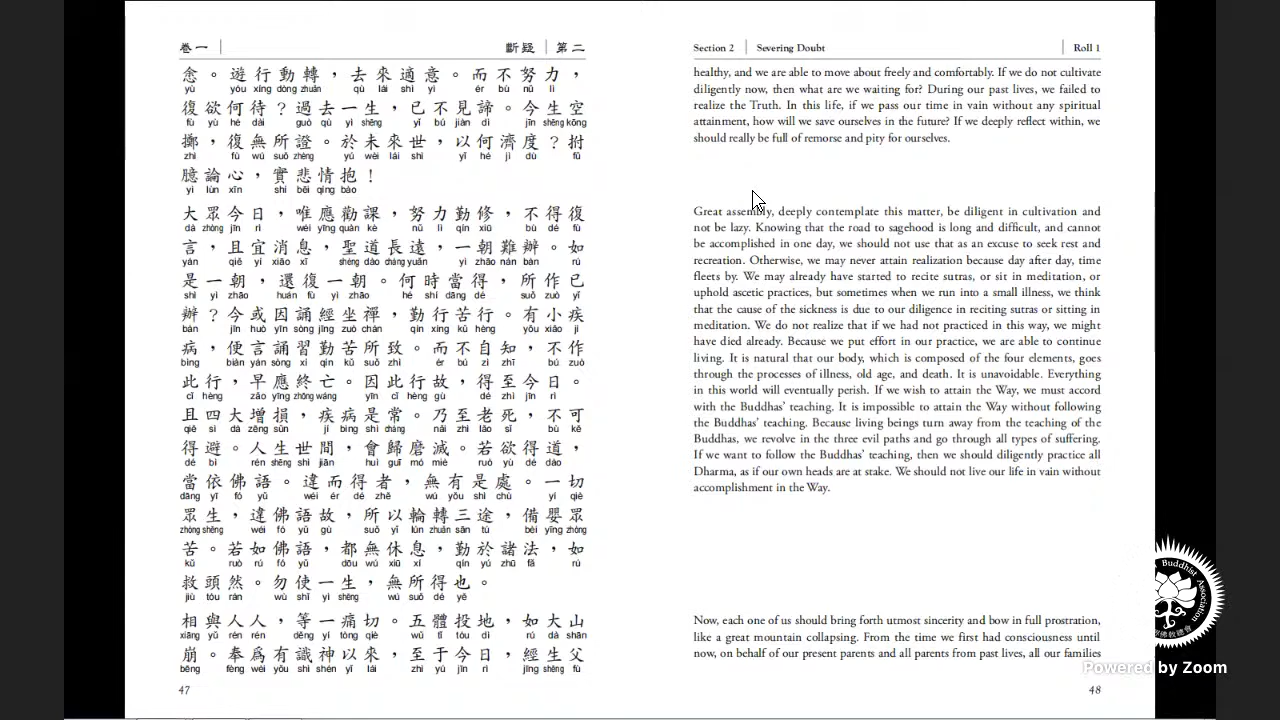 卷一
斷疑 第二
愈。遊行動轉,去來適意。而不努力,
yù yóu xíng dòng zhuǎn qù lái shì yì ér bù nǔ lì
復欲何待?過去一生,已不見諦。今生空
fù yù hé dài guò qù yì shēng yǐ bú jiàn dì jīn shēng kōng
擲,復無所證。於未來世,以何濟度?拊
zhì fù wú suǒ zhèng yú wèi lái shì yǐ hé jì dù fǔ
臆論心,實悲情抱!
yì lùn xīn shí bēi qíng bào
大眾今日,唯應勸課,努力勤修,不得復
dà zhòng jīn rì wéi yīng quàn kè nǔ lì qín xiū bù dé fù
言,且宜消息,聖道長遠,一朝難辦。如
yán qiě yí xiāo xí shèng dào cháng yuǎn yì zhāo nán bàn rú
是一朝,還復一朝。何時當得,所作已
shì yì zhāo huán fù yì zhāo hé shí dāng dé suǒ zuò yǐ
辦?今或因誦經坐禪,勤行苦行。有小疾
bàn jīn huò yīn sòng jīng zuò chán qín xíng kǔ hèng yǒu xiǎo jí
病,便言誦習勤苦所致。而不自知,不作
bìng biàn yán sòng xí qín kǔ suǒ zhì ér bú zì zhī bú zuò
此行,早應終亡。因此行故,得至今日。
cǐ hèng zǎo yīng zhōng wáng yīn cǐ hèng gù dé zhì jīn rì
且四大增損,疾病是常。乃至老死,不可
qiě sì dà zēng sǔn jí bìng shì cháng nǎi zhì lǎo sǐ bù kě
得避。人生世間,會歸磨滅。若欲得道,
dé bì rén shēng shì jiān huì guī mó miè ruò yù dé dào
當依佛語。違而得者,無有是處。一切
dāng yī fó yǔ wéi ér dé zhě wú yǒu shì chù yí qiè
眾生,違佛語故,所以輪轉三途,備嬰眾
zhòng shēng wéi fó yǔ gù suǒ yǐ lún zhuǎn sān tú bèi yīng zhòng
苦。若如佛語,都無休息,勤於諸法,如
kǔ ruò rú fó yǔ dōu wú xiū xí qín yú zhū fǎ rú
救頭然。勿使一生,無所得也。
jiù tóu rán wù shǐ yì shēng wú suǒ dé yě
相與人人,等一痛切。五體投地,如大山
xiāng yǔ rén rén děng yí tòng qiè wǔ tǐ tóu dì rú dà shān
崩。奉爲有識神以來,至于今日,經生父
bēng fèng wèi yǒu shì shén yǐ lái zhì yú jīn rì jīng shēng fù
47
Section 2 Severing Doubt
Roll 1
healthy, and we are able to move about freely and comfortably. If we do not cultivate
diligently now, then what are we waiting for? During our past lives, we failed to
realize the Truth. In this life, if we pass our time in vain without any spiritual
attainment, how will we save ourselves in the future? If we deeply reflect within, we
should really be full of remorse and pity for ourselves.
Great assembly, deeply contemplate this matter, be diligent in cultivation and
not be lazy. Knowing that the road to sagehood is long and difficult, and cannot
be accomplished in one day, we should not use that as an excuse to seek rest and
recreation. Otherwise, we may never attain realization because day after day, time
fleets by. We may already have started to recite sutras, or sit in meditation, or
uphold ascetic practices, but sometimes when we run into a small illness, we think
that the cause of the sickness is due to our diligence in reciting sutras or sitting in
meditation. We do not realize that if we had not practiced in this way, we might
have died already. Because we put effort in our practice, we are able to continue
living. It is natural that our body, which is composed of the four elements, goes
through the processes of illness, old age, and death. It is unavoidable. Everything
in this world will eventually perish. If we wish to attain the Way, we must accord
with the Buddhas’ teaching. It is impossible to attain the Way without following
the Buddhas’ teaching. Because living beings turn away from the teaching of the
Buddhas, we revolve in the three evil paths and go through all types of suffering.
If we want to follow the Buddhas’ teaching, then we should diligently practice all
Dharma, as if our own heads are at stake. We should not live our life in vain without
accomplishment in the Way.
Now, each one of us should bring forth utmost sincerity and bow in full prostration,
like a great mountain collapsing. From the time we first had consciousness until
now, on behalf of our present parents and all parents from past lives, all our families
48
Buddhist Association
Powered by Zoom